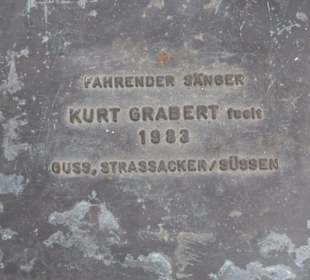 FAHRENDER SÄNGER
KURT GRABERT fecit
1983
GUSS, STRASSACKER/SÜSSEN